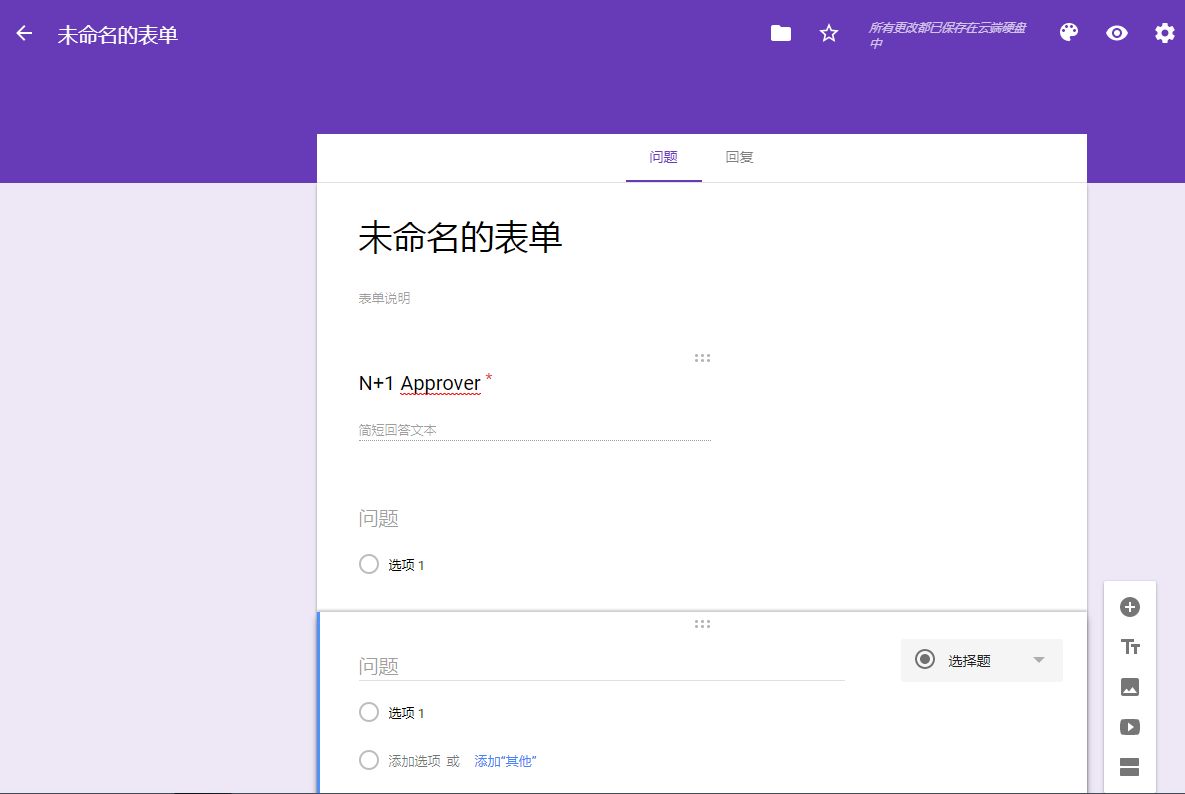 未命名的表单
所有更改都已保存在云端硬盘
中
问题
回复
未命名的表单
表单说明
N+1 Approver *
简短回答文本
问题
选项 1
问题
选择题
选项 1
添加选项 或 添加"其他"